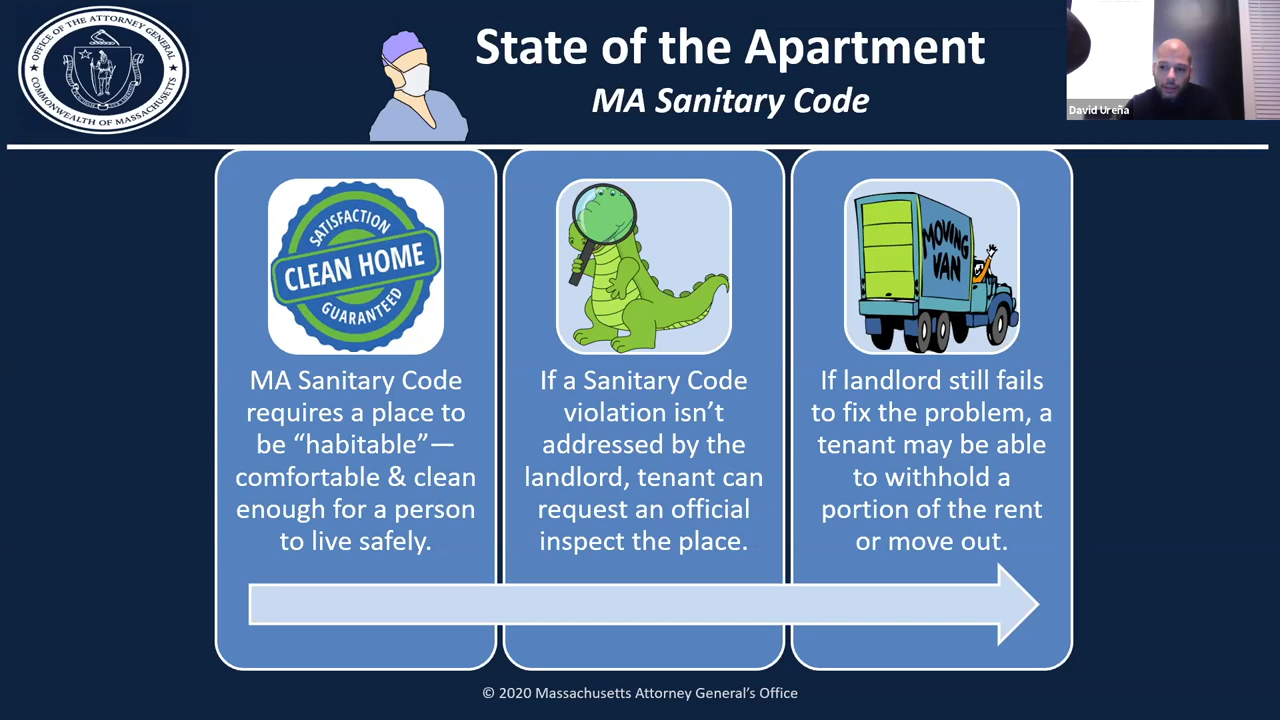 OFFICE OF THE ATTORNEY GENERAL
COMMONWEALTH OF MASSACHUSETTS
State of the Apartment
MA Sanitary Code
David Ureña
SATISFACTION
CLEAN HOME
GUARANTEED
MA Sanitary Code
requires a place to
be “habitable”—
comfortable & clean
enough for a person
to live safely.
If a Sanitary Code
violation isn’t
addressed by the
landlord, tenant can
request an official
inspect the place.
MOVING
VAN
If landlord still fails
to fix the problem, a
tenant may be able
to withhold a
portion of the rent
or move out.
© 2020 Massachusetts Attorney General’s Office